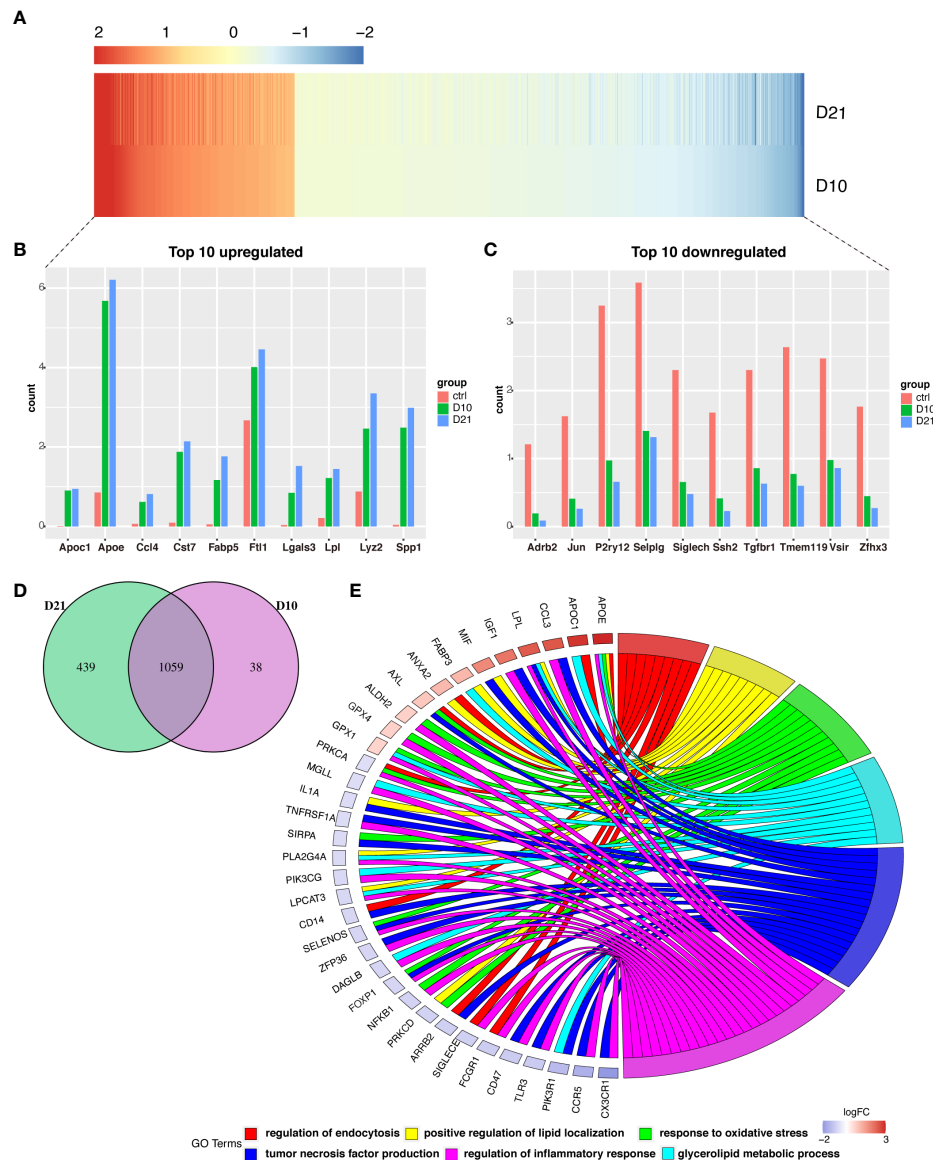 A
2 1 0 −1 −2
D21
D10
B
Top 10 upregulated
count
6
4
2
0
Apoc1 Apoe Ccl4 Cst7 Fabp5 Ftl1 Lgals3 Lpl Lyz2 Spp1
group
ctrl
D10
D21
C
Top 10 downregulated
count
3
2
1
0
Adrb2 Jun P2ry12 Selplg Siglech Ssh2 Tgfbr1 Tmem119 Vsir Zfhx3
group
ctrl
D10
D21
D
D21
D10
439
1059
38
E
APOE
APOC1
CCL3
LPL
IGF1
MIF
FABP3
ANXA2
AXL
ALDH2
GPX4
GPX1
PRKCA
MGLL
IL1A
TNFRSF1A
SIRPA
PLA2G4A
PIK3CG
LPCAT3
CD14
SELENOS
ZFP36
DAGLB
FOXP1
NFKB1
PRKCD
ARRB2
SIGLECE
FCGR1
CD47
TLR3
PIK3R1
CCR5
CX3CR1
GO Terms
regulation of endocytosis
positive regulation of lipid localization
response to oxidative stress
tumor necrosis factor production
regulation of inflammatory response
glycerolipid metabolic process
logFC
−2 3